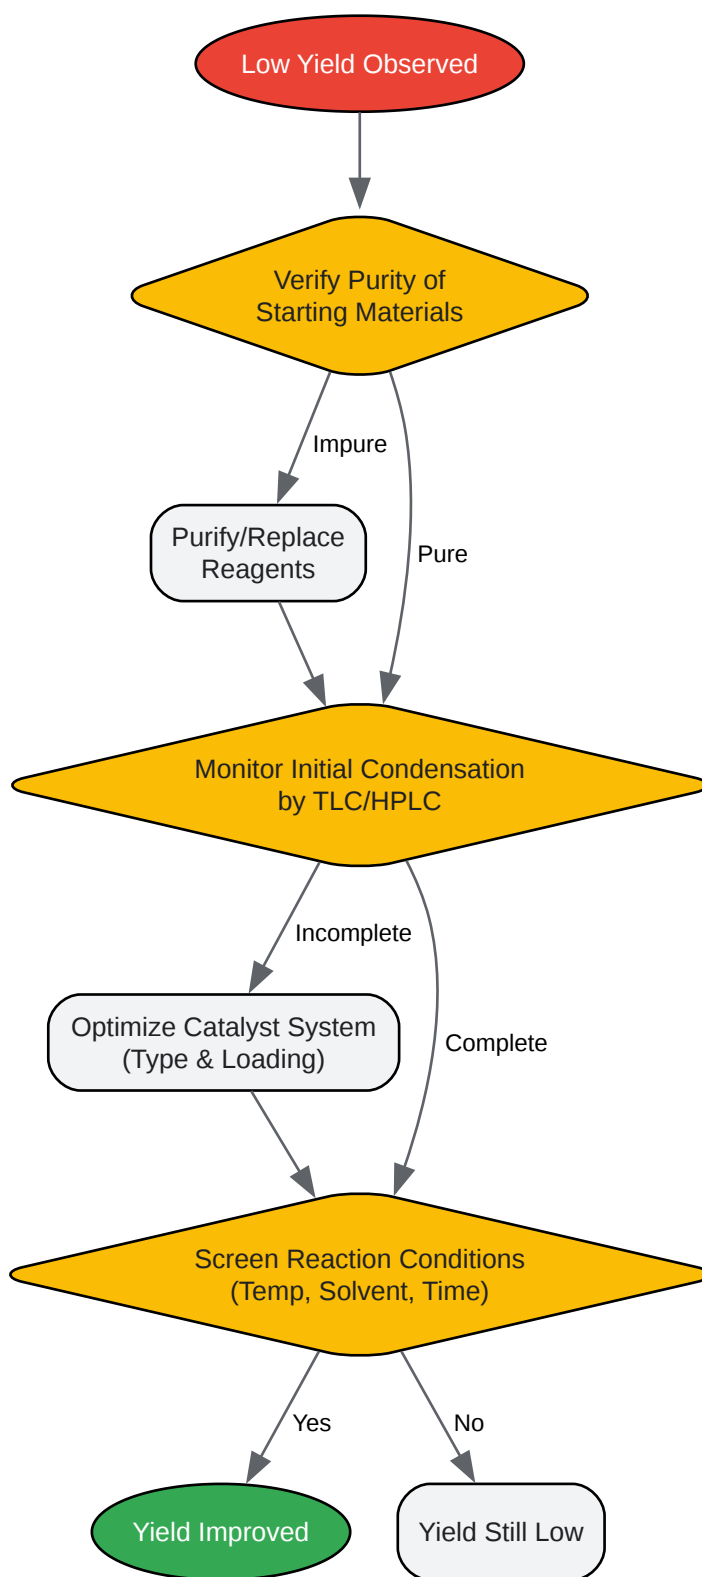 Low Yield Observed
Verify Purity of
Starting Materials
Impure
Purify/Replace
Reagents
Pure
Monitor Initial Condensation
by TLC/HPLC
Incomplete
Optimize Catalyst System
(Type & Loading)
Complete
Screen Reaction Conditions
(Temp, Solvent, Time)
Yes
No
Yield Improved
Yield Still Low